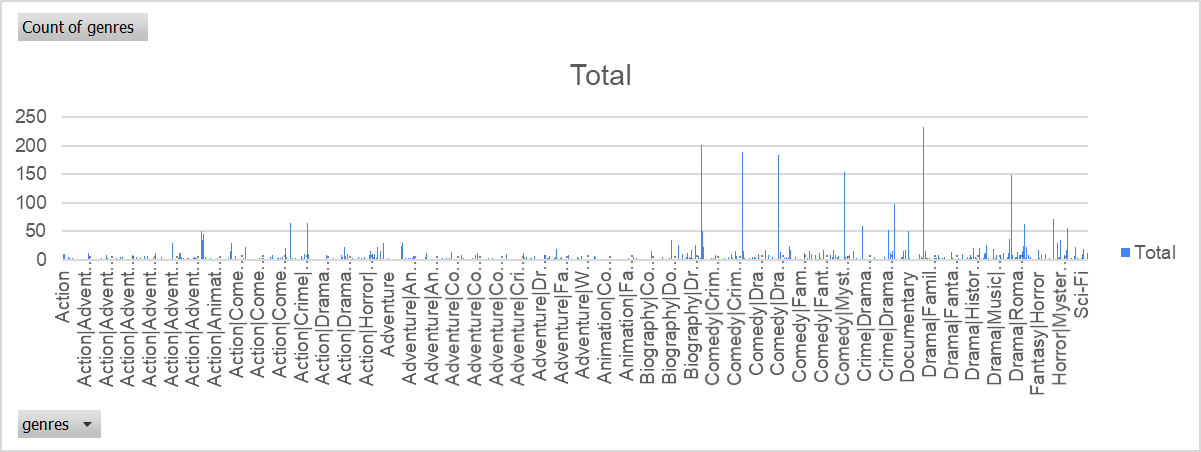 Count of genres
Total
250
200
150
100
50
0
Total
Action
Action|Advent...
Action|Advent...
Action|Advent...
Action|Advent...
Action|Advent...
Action|Advent...
Action|Animat...
Action|Come...
Action|Come...
Action|Come...
Action|Crime|...
Action|Drama...
Action|Drama...
Action|Horror|...
Adventure
Adventure|An...
Adventure|An...
Adventure|Co...
Adventure|Co...
Adventure|Co...
Adventure|Cri...
Adventure|Dr...
Adventure|Fa...
Adventure|W...
Animation|Co...
Animation|Fa...
Biography|Co...
Biography|Do...
Biography|Dr...
Comedy|Crim...
Comedy|Crim...
Comedy|Dra...
Comedy|Dra...
Comedy|Fam...
Comedy|Fant...
Comedy|Myst...
Crime|Drama...
Crime|Drama...
Documentary
Drama|Famil...
Drama|Fanta...
Drama|Histor...
Drama|Music|...
Drama|Roma...
Fantasy|Horror
Horror|Myster...
Sci-Fi
genres